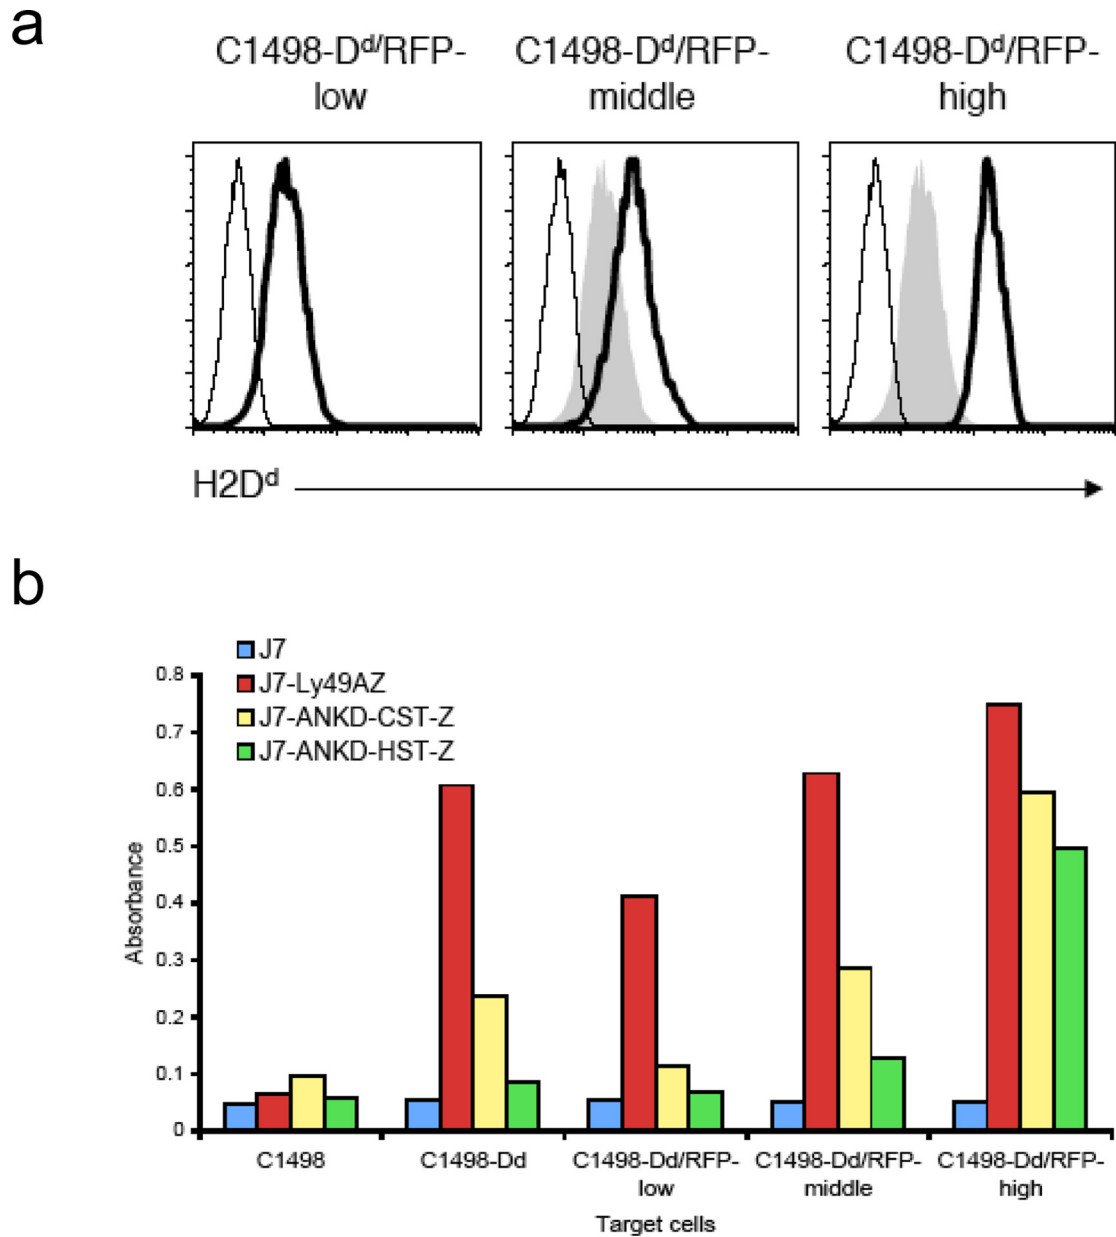 a
C1498-Dᵈ/RFP-
low
C1498-Dᵈ/RFP-
middle
C1498-Dᵈ/RFP-
high
H2Dᵈ
b
J7
J7-Ly49AZ
J7-ANKD-CST-Z
J7-ANKD-HST-Z
0.8
0.7
0.6
0.5
0.4
0.3
0.2
0.1
0
Absorbance
C1498
C1498-Dd
C1498-Dd/RFP-
low
C1498-Dd/RFP-
middle
C1498-Dd/RFP-
high
Target cells